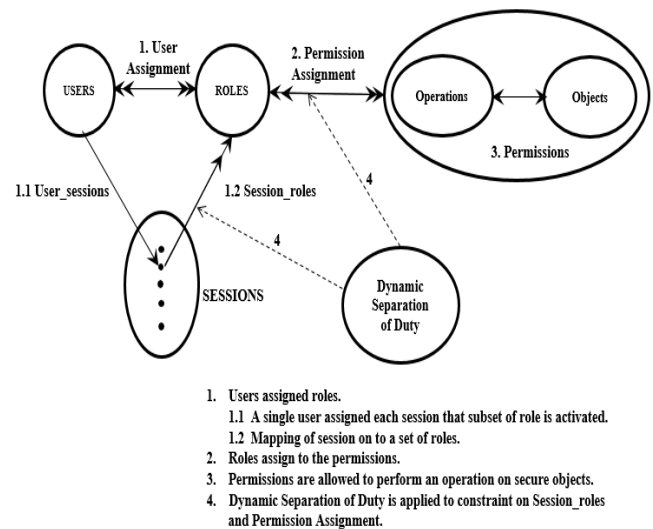 1. User
Assignment
2. Permission
Assignment
USERS
ROLES
Operations
Objects
3. Permissions
1.1 User_sessions
1.2 Session_roles
4
4
SESSIONS
Dynamic
Separation
of Duty
1. Users assigned roles.
1.1 A single user assigned each session that subset of role is activated.
1.2 Mapping of session on to a set of roles.
2. Roles assign to the permissions.
3. Permissions are allowed to perform an operation on secure objects.
4. Dynamic Separation of Duty is applied to constraint on Session_roles
and Permission Assignment.